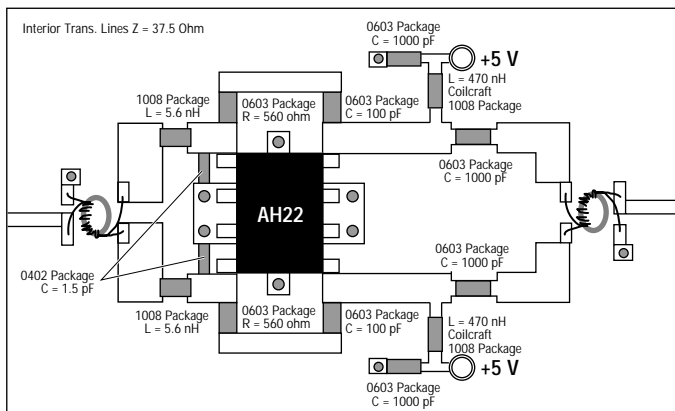 Interior Trans. Lines Z = 37.5 Ohm
0603 Package
C = 1000 pF
+5 V
L = 470 nH
Coilcraft
1008 Package
1008 Package
L = 5.6 nH
0603 Package
R = 560 ohm
0603 Package
C = 100 pF
0603 Package
C = 1000 pF
AH22
0402 Package
C = 1.5 pF
0603 Package
C = 1000 pF
1008 Package
L = 5.6 nH
0603 Package
R = 560 ohm
0603 Package
C = 100 pF
L = 470 nH
Coilcraft
1008 Package
+5 V
0603 Package
C = 1000 pF